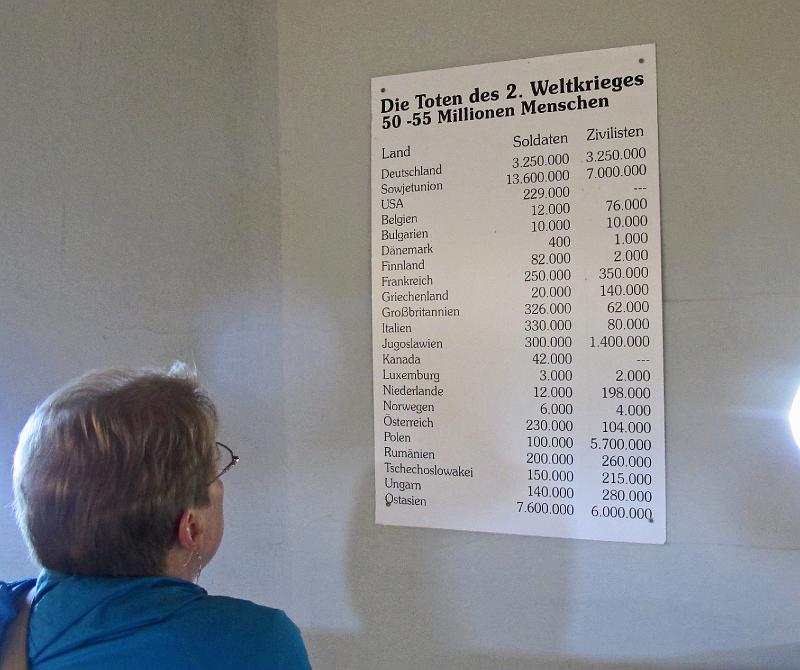 Die Toten des 2. Weltkrieges
50 -55 Millionen Menschen
Land Soldaten Zivilisten
Deutschland 3.250.000 3.250.000
Sowjetunion 13.600.000 7.000.000
USA 229.000 ---
Belgien 12.000 76.000
Bulgarien 10.000 10.000
Dänemark 400 1.000
Finnland 82.000 2.000
Frankreich 250.000 350.000
Griechenland 20.000 140.000
Großbritannien 326.000 62.000
Italien 330.000 80.000
Jugoslawien 300.000 1.400.000
Kanada 42.000 ---
Luxemburg 3.000 2.000
Niederlande 12.000 198.000
Norwegen 6.000 4.000
Österreich 230.000 104.000
Polen 100.000 5.700.000
Rumänien 200.000 260.000
Tschechoslowakei 150.000 215.000
Ungarn 140.000 280.000
Ostasien 7.600.000 6.000.000